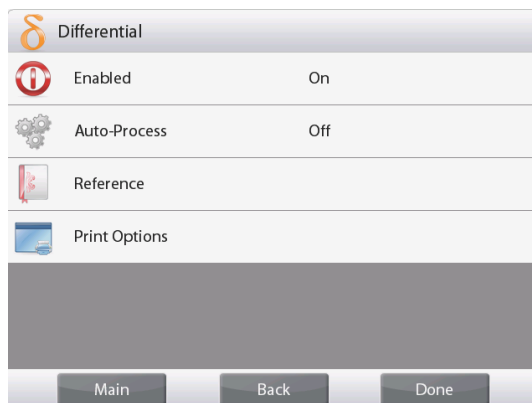 δ Differential
Enabled On
Auto-Process Off
Reference
Print Options
Main Back Done